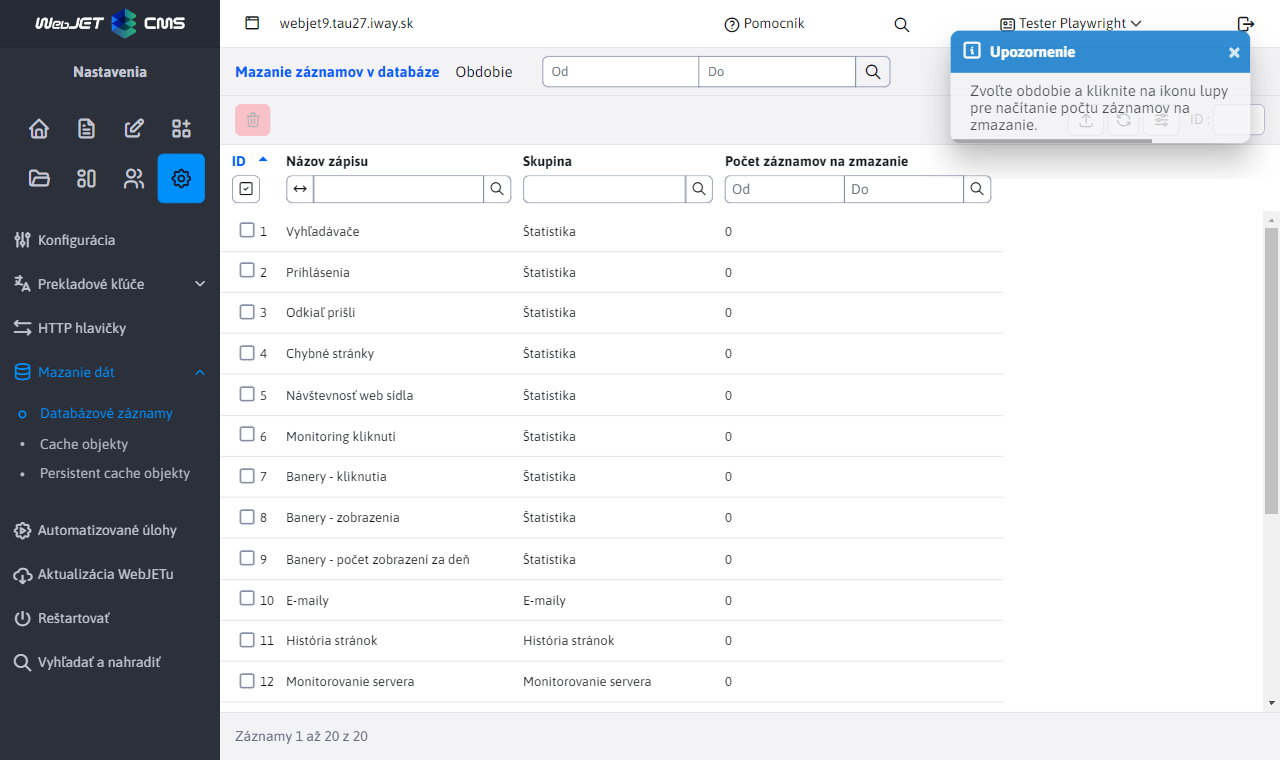 WebJET CMS
webjet9.tau27.iway.sk
Pomocník
Tester Playwright
Nastavenia
Mazanie záznamov v databáze
Obdobie
Od
Do
Upozornenie
Zvoľte obdobie a kliknite na ikonu lupy
pre načítanie počtu záznamov na
zmazanie.
ID :
ID
Názov zápisu
Skupina
Počet záznamov na zmazanie
Od
Do
Konfigurácia
Prekladové kľúče
HTTP hlavičky
Mazanie dát
Databázové záznamy
Cache objekty
Persistent cache objekty
Automatizované úlohy
Aktualizácia WebJETu
Reštartovať
Vyhľadať a nahradiť
1 Vyhľadávače Štatistika 0
2 Prihlásenia Štatistika 0
3 Odkiaľ prišli Štatistika 0
4 Chybné stránky Štatistika 0
5 Návštevnosť web sídla Štatistika 0
6 Monitoring kliknutí Štatistika 0
7 Banery - kliknutia Štatistika 0
8 Banery - zobrazenia Štatistika 0
9 Banery - počet zobrazení za deň Štatistika 0
10 E-maily E-maily 0
11 História stránok História stránok 0
12 Monitorovanie servera Monitorovanie servera 0
Záznamy 1 až 20 z 20